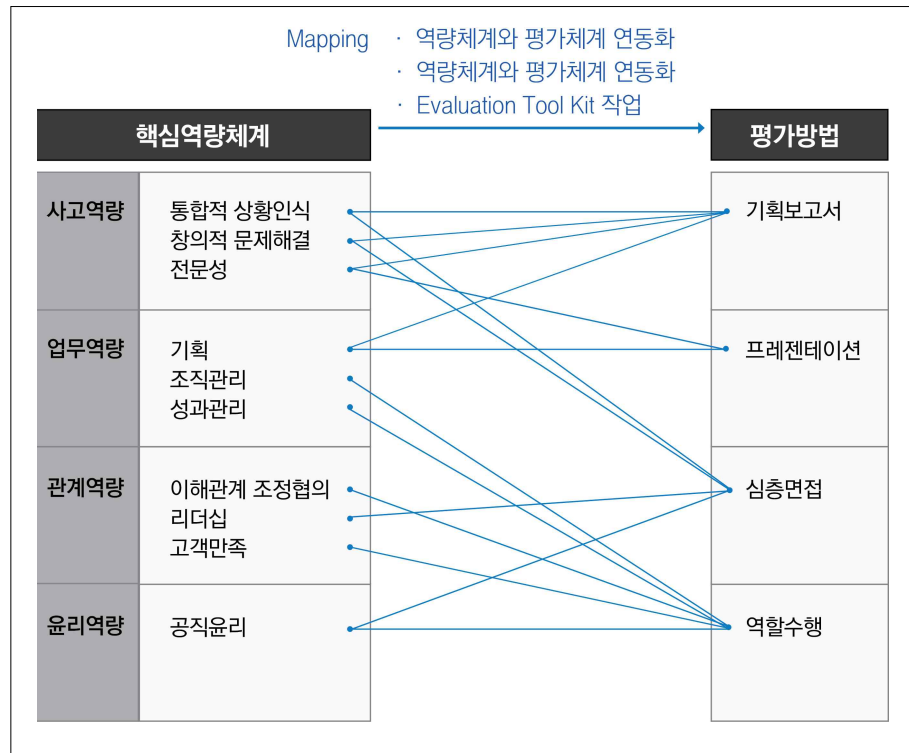 Mapping · 역량체계와 평가체계 연동화
· 역량체계와 평가체계 연동화
· Evaluation Tool Kit 작업
핵심역량체계
평가방법
사고역량
통합적 상황인식
창의적 문제해결
전문성
기획보고서
업무역량
기획
조직관리
성과관리
프레젠테이션
관계역량
이해관계 조정협의
리더십
고객만족
심층면접
윤리역량
공직윤리
역할수행